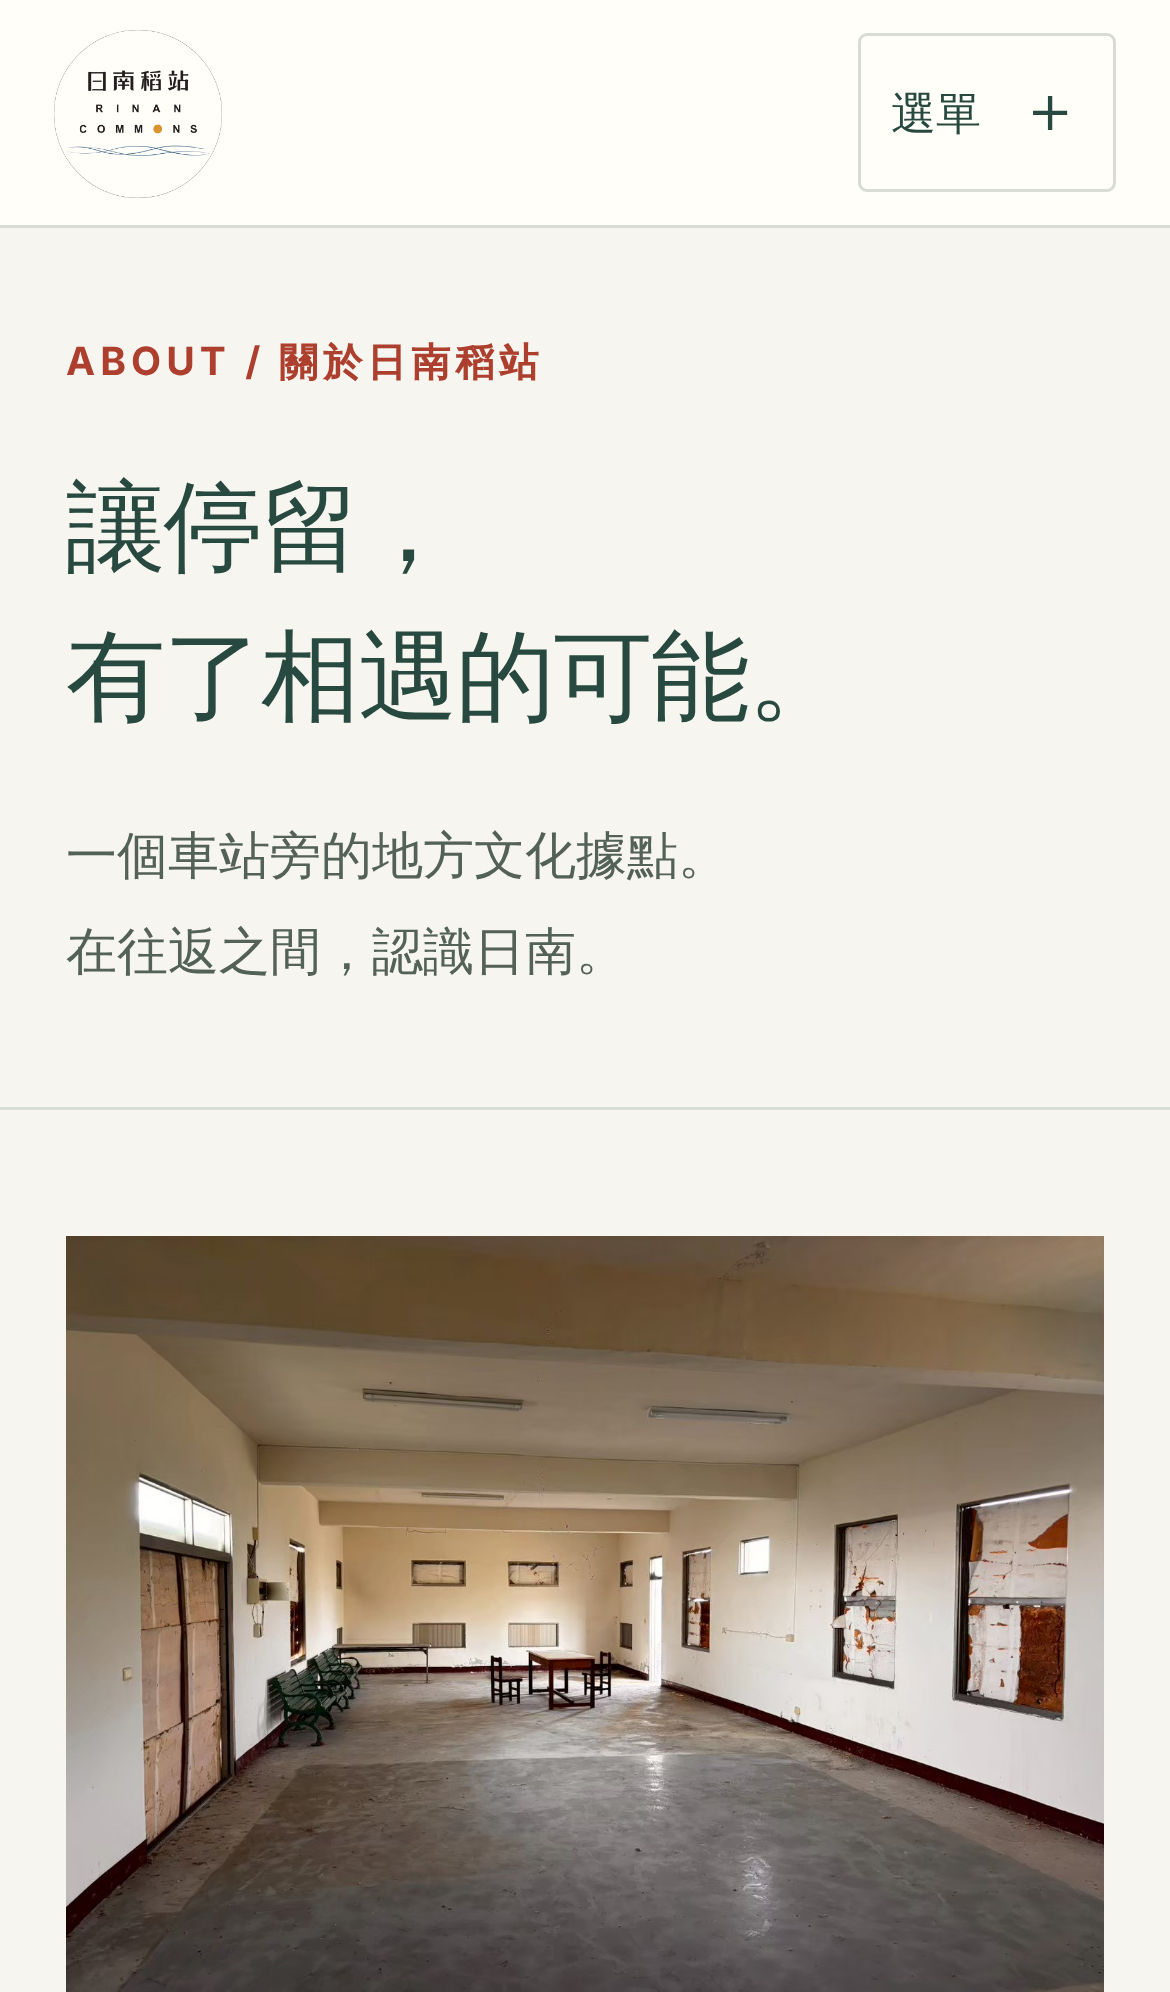 日南稻站
RINAN
COMMONS
選單 +
ABOUT / 關於日南稻站
讓停留，
有了相遇的可能。
一個車站旁的地方文化據點。
在往返之間，認識日南。